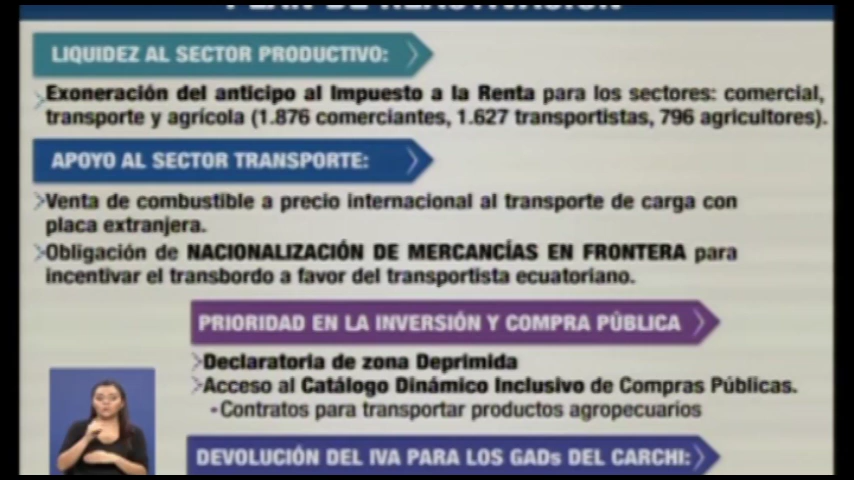 PLAN DE REACTIVACIÓN
LIQUIDEZ AL SECTOR PRODUCTIVO:
Exoneración del anticipo al Impuesto a la Renta para los sectores: comercial,
transporte y agrícola (1.876 comerciantes, 1.627 transportistas, 796 agricultores).
APOYO AL SECTOR TRANSPORTE:
Venta de combustible a precio internacional al transporte de carga con
placa extranjera.
Obligación de NACIONALIZACIÓN DE MERCANCÍAS EN FRONTERA para
incentivar el transbordo a favor del transportista ecuatoriano.
PRIORIDAD EN LA INVERSIÓN Y COMPRA PÚBLICA
Declaratoria de zona Deprimida
Acceso al Catálogo Dinámico Inclusivo de Compras Públicas.
-Contratos para transportar productos agropecuarios
DEVOLUCIÓN DEL IVA PARA LOS GADs DEL CARCHI: